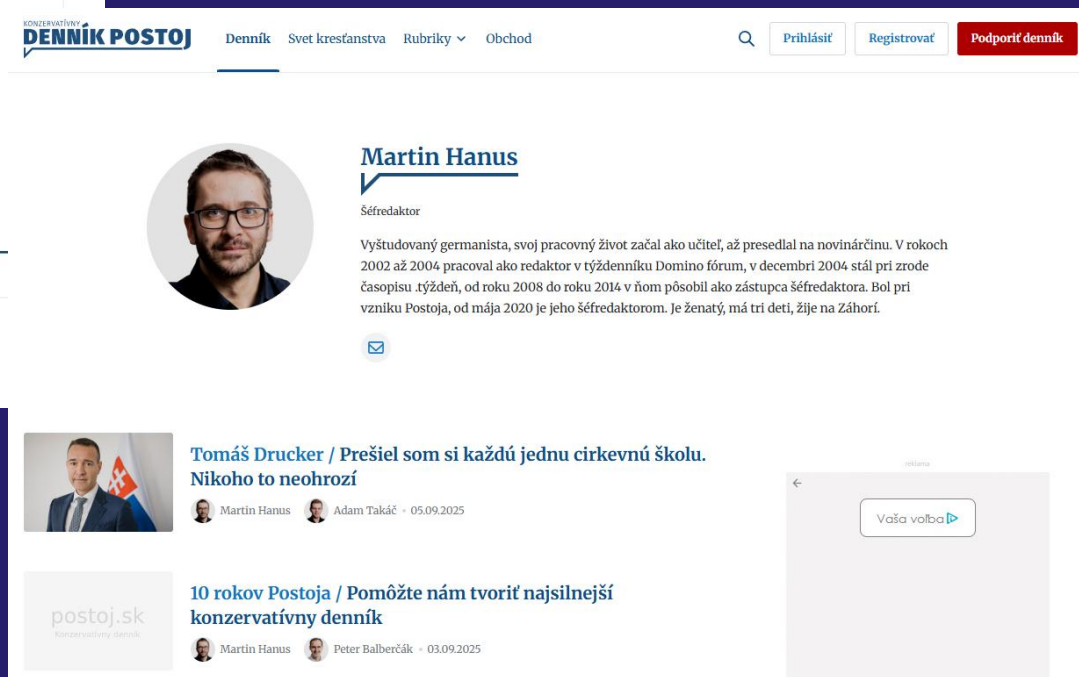 KONZERVATÍVNY
DENNÍK POSTOJ
Denník Svet kresťanstva Rubriky Obchod Prihlásiť Registrovať Podporiť denník
Martin Hanus
Šéfredaktor
Vyštudovaný germanista, svoj pracovný život začal ako učiteľ, až presedlal na novinárčinu. V rokoch
2002 až 2004 pracoval ako redaktor v týždenníku Domino fórum, v decembri 2004 stál pri zrode
časopisu .týždeň, od roku 2008 do roku 2014 v ňom pôsobil ako zástupca šéfredaktora. Bol pri
vzniku Postoja, od mája 2020 je jeho šéfredaktorom. Je ženatý, má tri deti, žije na Záhorí.
Tomáš Drucker / Prešiel som si každú jednu cirkevnú školu.
Nikoho to neohrozí
Martin Hanus Adam Takáč • 05.09.2025
reklama
Vaša voľba
10 rokov Postoja / Pomôžte nám tvoriť najsilnejší
konzervatívny denník
postoj.sk
Konzervatívny denník
Martin Hanus Peter Balberčák • 03.09.2025